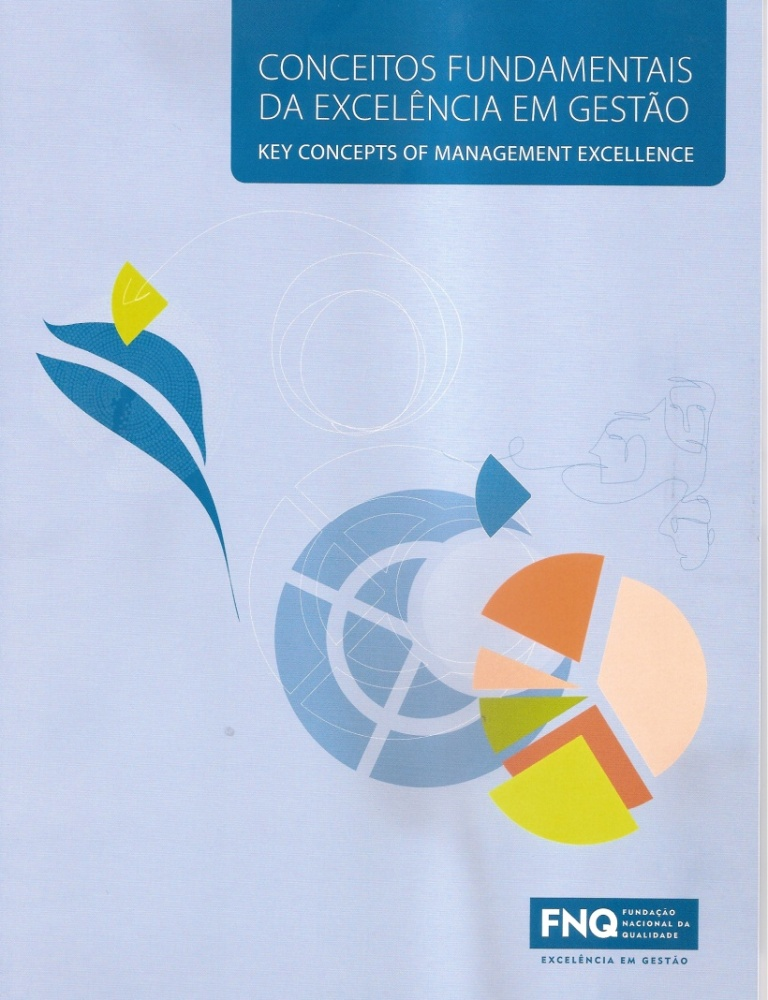 CONCEITOS FUNDAMENTAIS
DA EXCELÊNCIA EM GESTÃO
KEY CONCEPTS OF MANAGEMENT EXCELLENCE
FNQ
FUNDAÇÃO
NACIONAL DA
QUALIDADE
EXCELÊNCIA EM GESTÃO